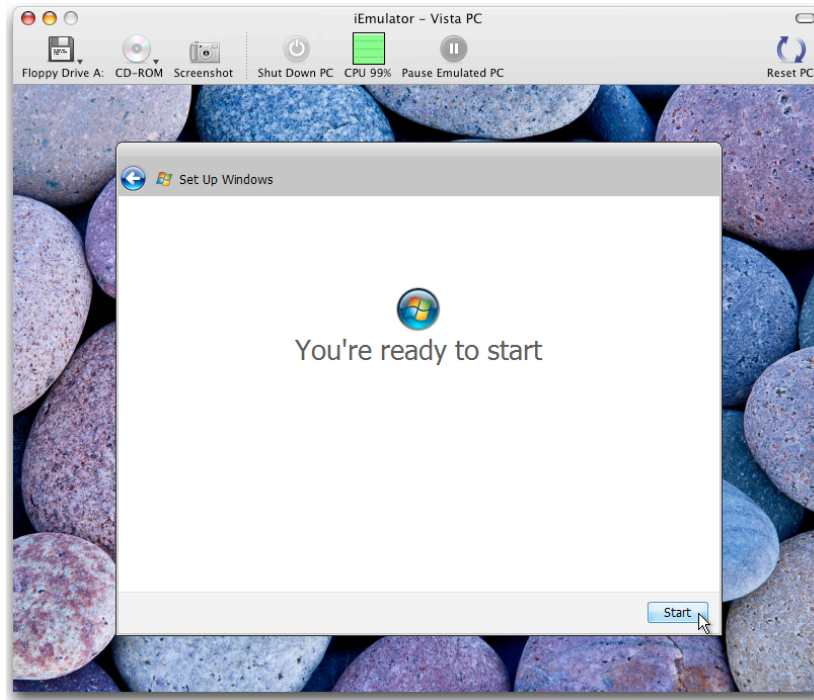 iEmulator – Vista PC
Floppy Drive A: CD-ROM Screenshot Shut Down PC CPU 99% Pause Emulated PC Reset PC
Set Up Windows
You're ready to start
Start